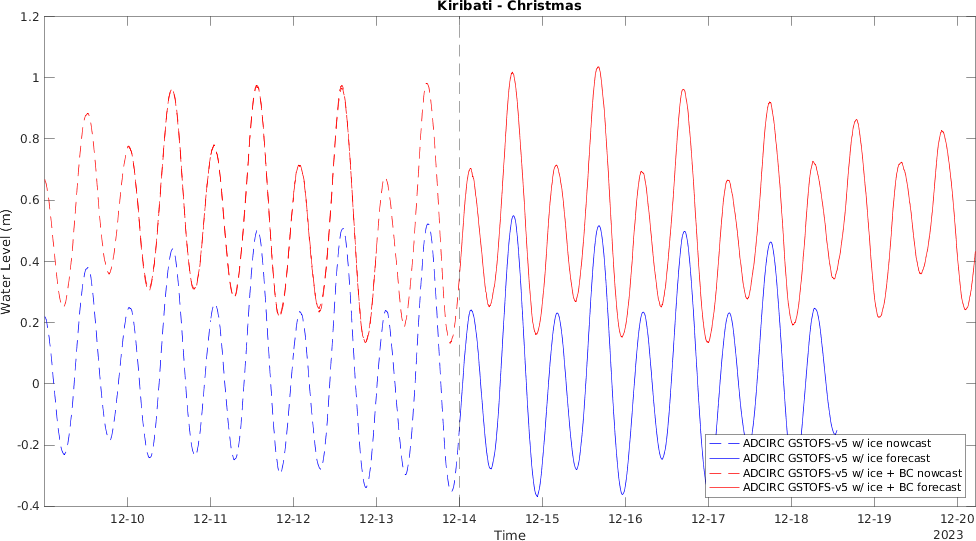 Kiribati - Christmas
1.2
1
0.8
0.6
0.4
0.2
0
-0.2
-0.4
Water Level (m)
ADCIRC GSTOFS-v5 w/ ice nowcast
ADCIRC GSTOFS-v5 w/ ice forecast
ADCIRC GSTOFS-v5 w/ ice + BC nowcast
ADCIRC GSTOFS-v5 w/ ice + BC forecast
12-10 12-11 12-12 12-13 12-14 12-15 12-16 12-17 12-18 12-19 12-20
Time
2023